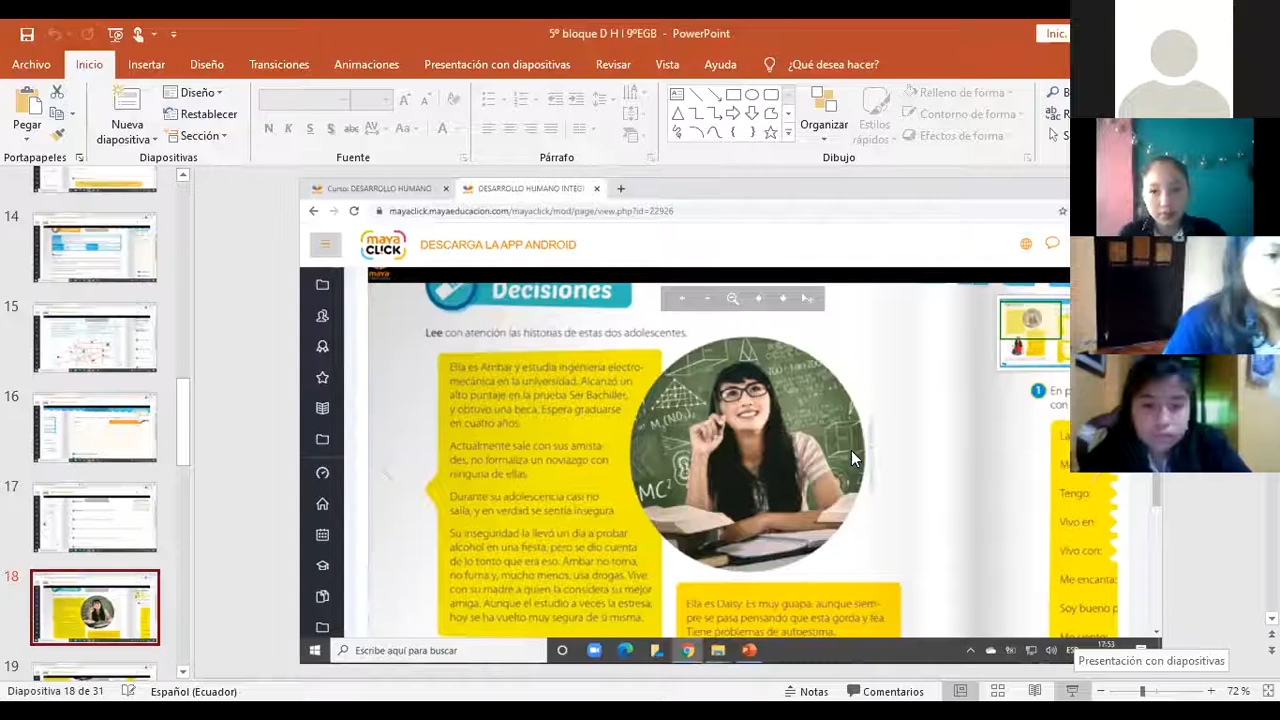 5º bloque D H I 9ºEGB - PowerPoint
Inic.
Archivo
Inicio
Insertar
Diseño
Transiciones
Animaciones
Presentación con diapositivas
Revisar
Vista
Ayuda
¿Qué desea hacer?
Pegar
Nueva
diapositiva
Diseño
Restablecer
Sección
N K S S abc AV Aa A
Organizar
Estilos
rápidos
Relleno de forma
Contorno de forma
Efectos de forma
Portapapeles
Diapositivas
Fuente
Párrafo
Dibujo
14
15
16
17
18
19
Curso: DESARROLLO HUMANO
DESARROLLO HUMANO INTEG
mayaclick.mayaeducacion.com/mayaclick/mod/page/view.php?id=22926
maya
CLICK
DESCARGA LA APP ANDROID
maya
Decisiones
Lee con atención las historias de estas dos adolescentes.
Ella es Ambar y estudia ingeniería electro-
mecánica en la universidad. Alcanzó un
alto puntaje en la prueba Ser Bachiller,
y obtuvo una beca. Espera graduarse
en cuatro años.
Actualmente sale con sus amista-
des, no formaliza un noviazgo con
ninguna de ellas.
Durante su adolescencia casi no
salía, y en verdad se sentía insegura.
Su inseguridad la llevó un día a probar
alcohol en una fiesta, pero se dio cuenta
de lo tonto que era eso. Ambar no toma,
no fuma y, mucho menos, usa drogas. Vive
con su madre a quien la considera su mejor
amiga. Aunque el estudio a veces la estresa,
hoy se ha vuelto muy segura de sí misma.
MC²
Ella es Daisy. Es muy guapa, aunque siem-
pre se pasa pensando que está gorda y fea.
Tiene problemas de autoestima.
1 En p
con
Tengo:
Vivo en:
Vivo con:
Me encanta:
Soy bueno p
Me siento:
Escribe aquí para buscar
17:53
Presentación con diapositivas
Diapositiva 18 de 31
Español (Ecuador)
Notas
Comentarios
72 %